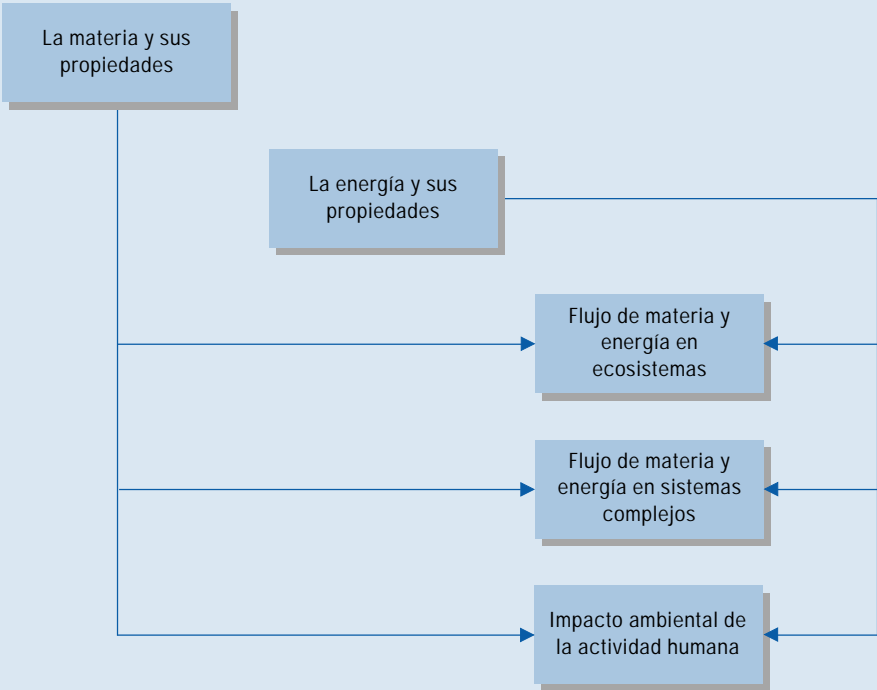 La materia y sus
propiedades
La energía y sus
propiedades
Flujo de materia y
energía en
ecosistemas
Flujo de materia y
energía en sistemas
complejos
Impacto ambiental de
la actividad humana